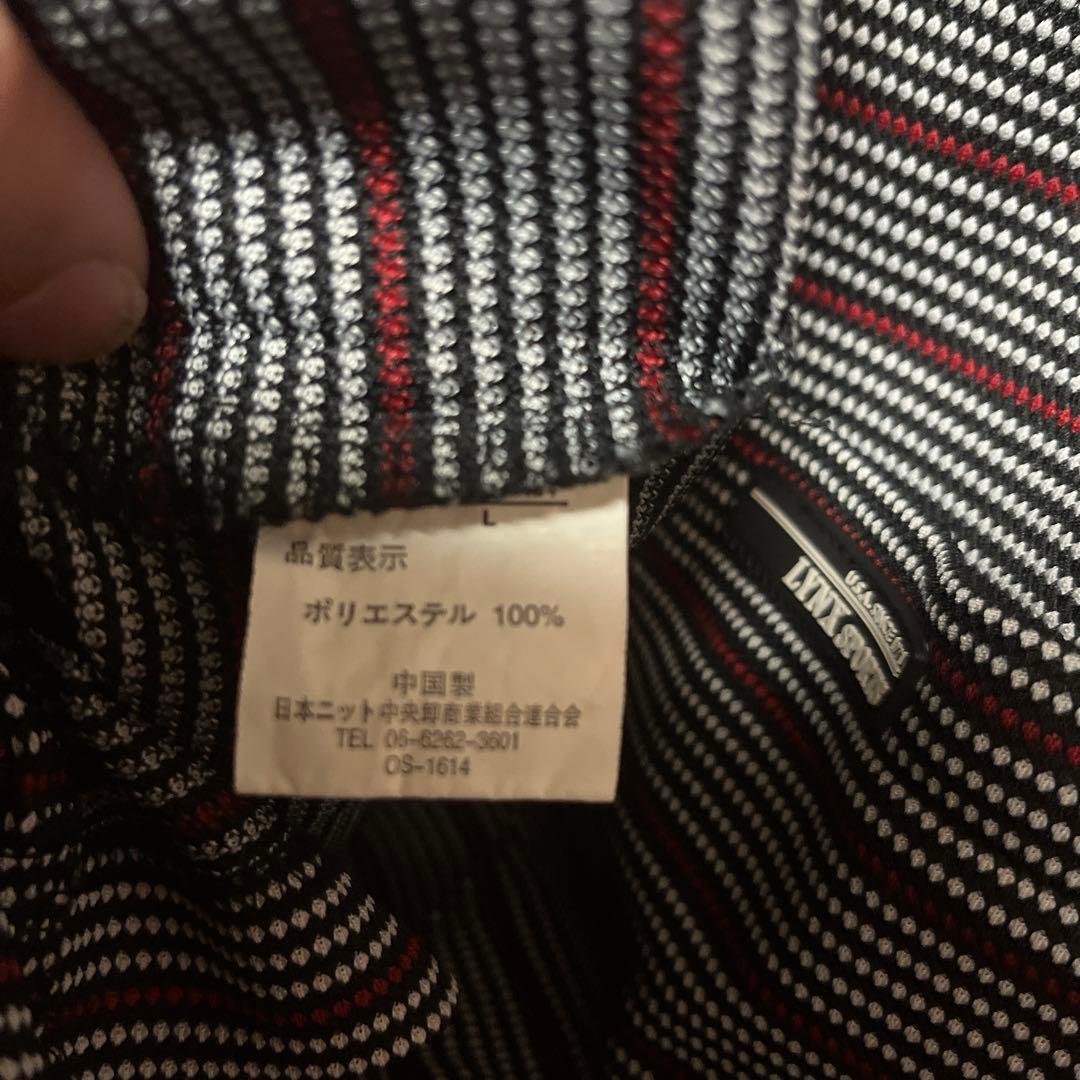 L
品質表示
ポリエステル 100%
中国製
日本ニット中央卸商業組合連合会
TEL 06-6262-3601
OS-1614
LYNX SPORTS